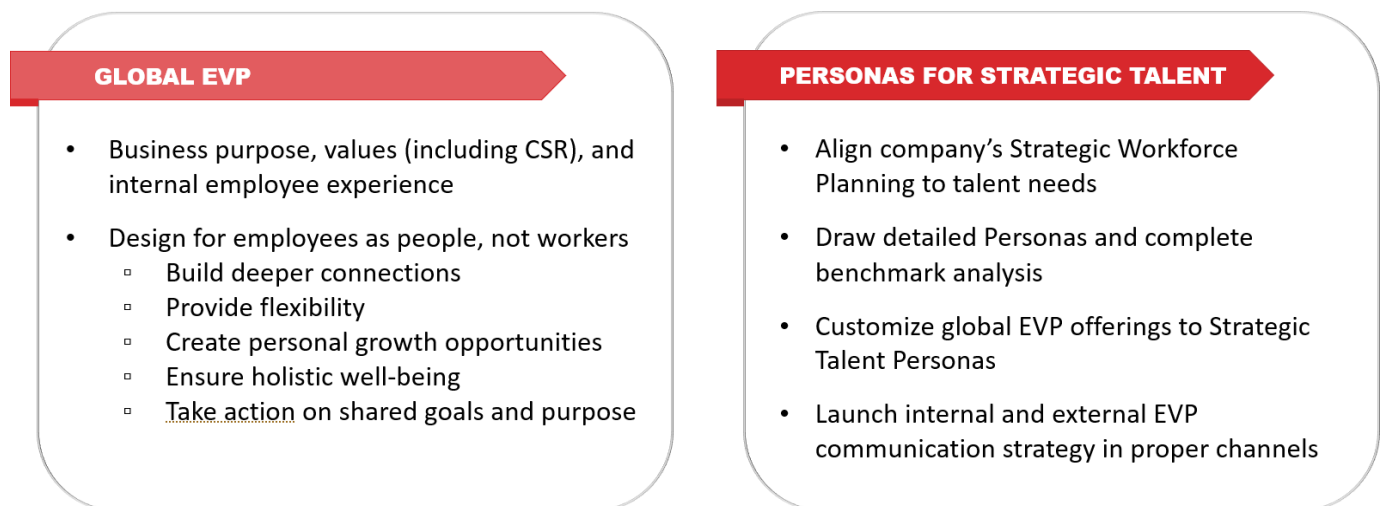 GLOBAL EVP
• Business purpose, values (including CSR), and
internal employee experience
• Design for employees as people, not workers
▫ Build deeper connections
▫ Provide flexibility
▫ Create personal growth opportunities
▫ Ensure holistic well-being
▫ Take action on shared goals and purpose
PERSONAS FOR STRATEGIC TALENT
• Align company’s Strategic Workforce
Planning to talent needs
• Draw detailed Personas and complete
benchmark analysis
• Customize global EVP offerings to Strategic
Talent Personas
• Launch internal and external EVP
communication strategy in proper channels